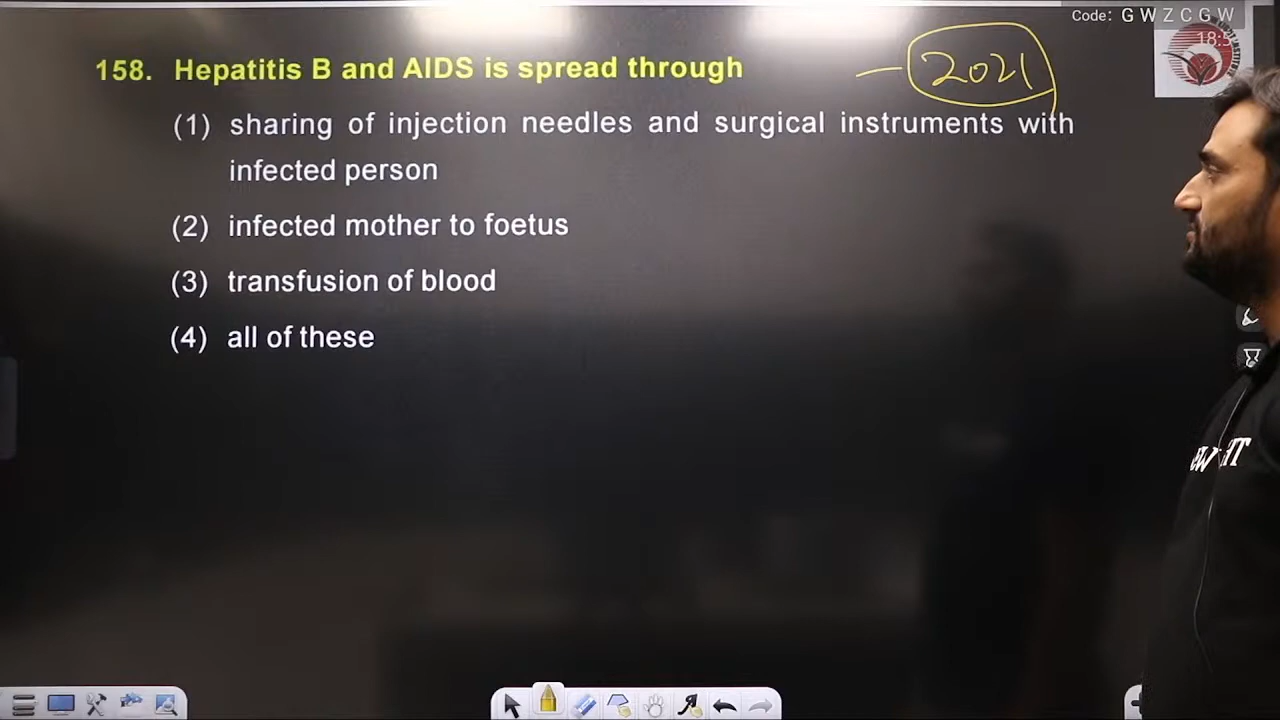 Code: G W Z C G W
158. Hepatitis B and AIDS is spread through
2021
(1) sharing of injection needles and surgical instruments with
infected person
(2) infected mother to foetus
(3) transfusion of blood
(4) all of these